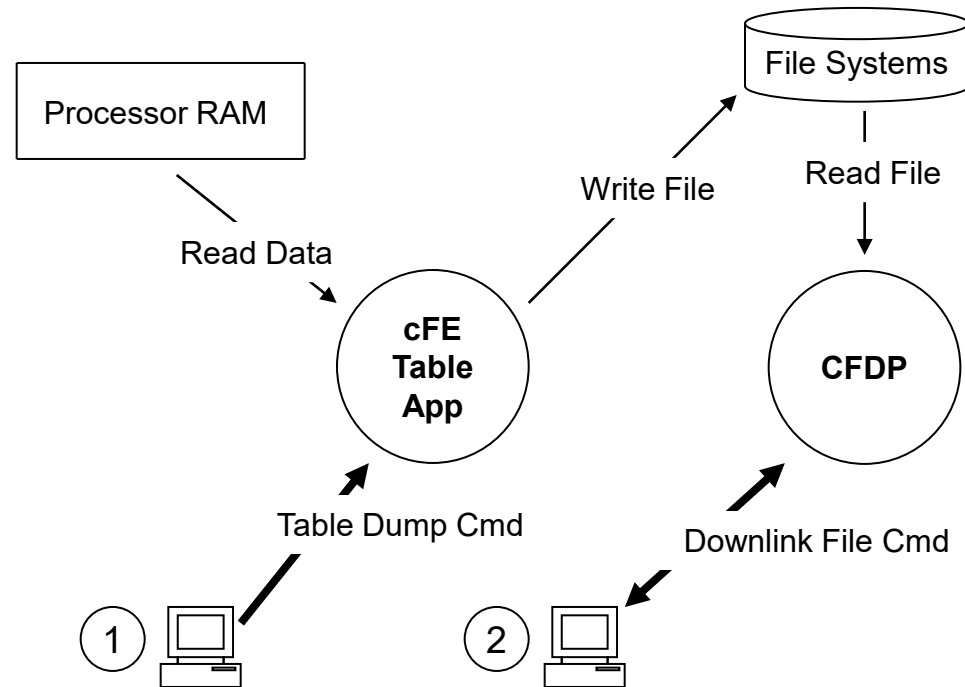 File Systems
Processor RAM
Write File
Read File
Read Data
cFE
Table
App
CFDP
Table Dump Cmd
Downlink File Cmd
1
2